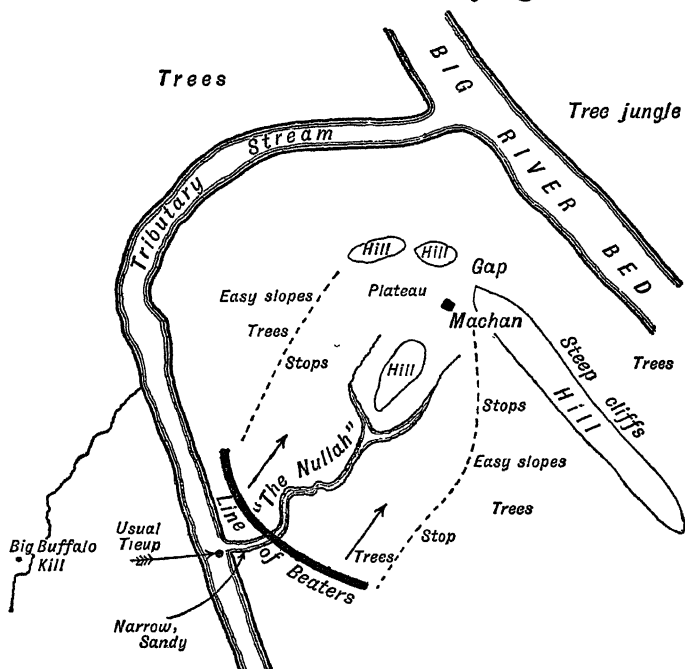 Trees
BIG RIVER BED
Tree jungle
Tributary Stream
Hill
Hill
Gap
Plateau
Machan
Easy slopes
Trees
Stops
Hill
Steep cliffs
Hill
Trees
Stops
Easy slopes
Trees
Stop
"The Nullah"
Line of Beaters
Trees
Usual
Tieup
Big Buffalo
Kill
Narrow,
Sandy